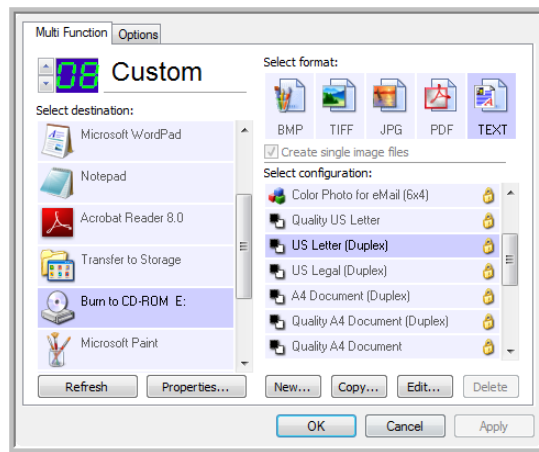 Multi Function
Options
08
Custom
Select destination:
Microsoft WordPad
Notepad
Acrobat Reader 8.0
Transfer to Storage
Burn to CD-ROM  E:
Microsoft Paint
Refresh
Properties...
Select format:
BMP
TIFF
JPG
PDF
TEXT
Create single image files
Select configuration:
Color Photo for eMail (6x4)
Quality US Letter
US Letter (Duplex)
US Legal (Duplex)
A4 Document (Duplex)
Quality A4 Document (Duplex)
Quality A4 Document
New...
Copy...
Edit...
Delete
OK
Cancel
Apply